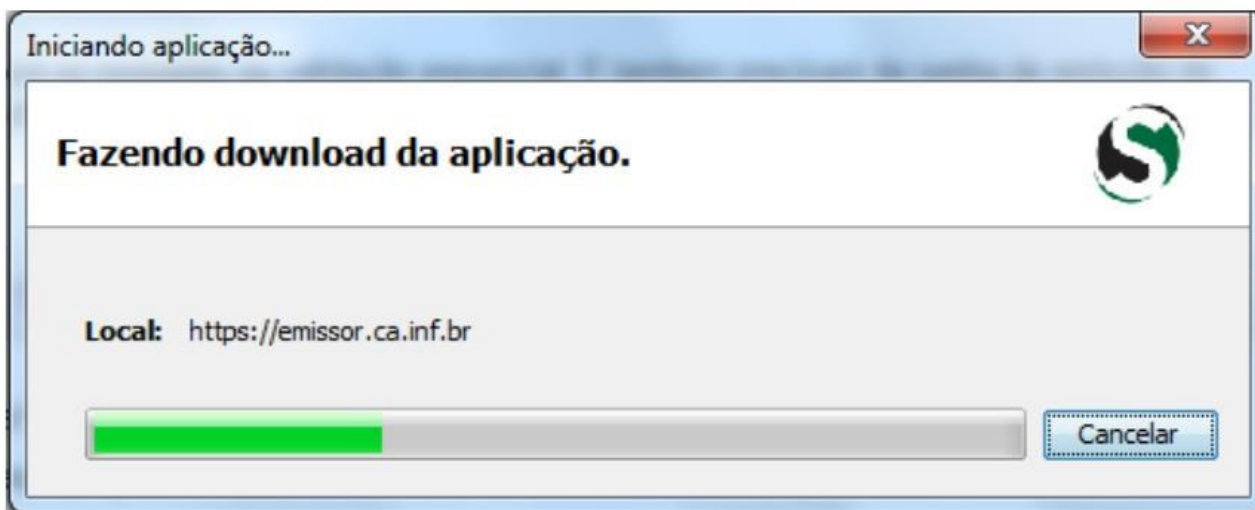 Iniciando aplicação...
Fazendo download da aplicação.
Local: https://emissor.ca.inf.br
Cancelar